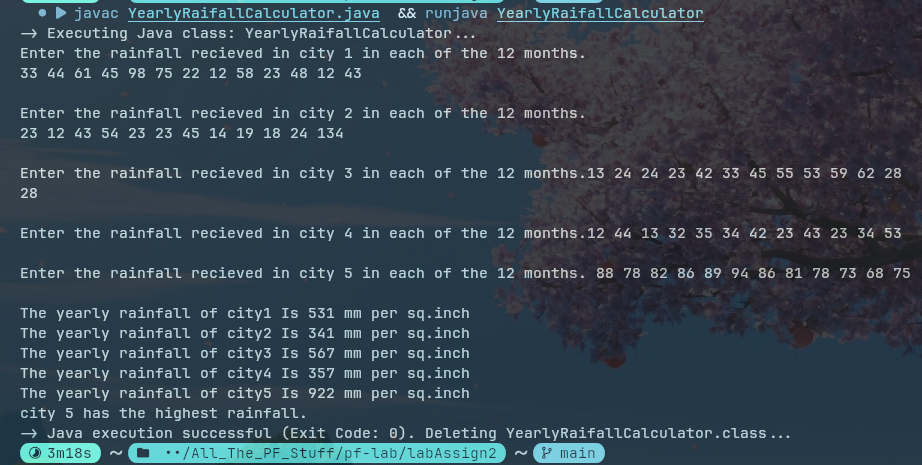 javac YearlyRaifallCalculator.java && runjava YearlyRaifallCalculator
—> Executing Java class: YearlyRaifallCalculator...
Enter the rainfall recieved in city 1 in each of the 12 months.
33 44 61 45 98 75 22 12 58 23 48 12 43
Enter the rainfall recieved in city 2 in each of the 12 months.
23 12 43 54 23 23 45 14 19 18 24 134
Enter the rainfall recieved in city 3 in each of the 12 months.13 24 24 23 42 33 45 55 53 59 62 28
28
Enter the rainfall recieved in city 4 in each of the 12 months.12 44 13 32 35 34 42 23 43 23 34 53
Enter the rainfall recieved in city 5 in each of the 12 months. 88 78 82 86 89 94 86 81 78 73 68 75
The yearly rainfall of city1 Is 531 mm per sq.inch
The yearly rainfall of city2 Is 341 mm per sq.inch
The yearly rainfall of city3 Is 567 mm per sq.inch
The yearly rainfall of city4 Is 357 mm per sq.inch
The yearly rainfall of city5 Is 922 mm per sq.inch
city 5 has the highest rainfall.
—> Java execution successful (Exit Code: 0). Deleting YearlyRaifallCalculator.class...
3m18s ~ ··/All_The_PF_Stuff/pf-lab/labAssign2 ~ main